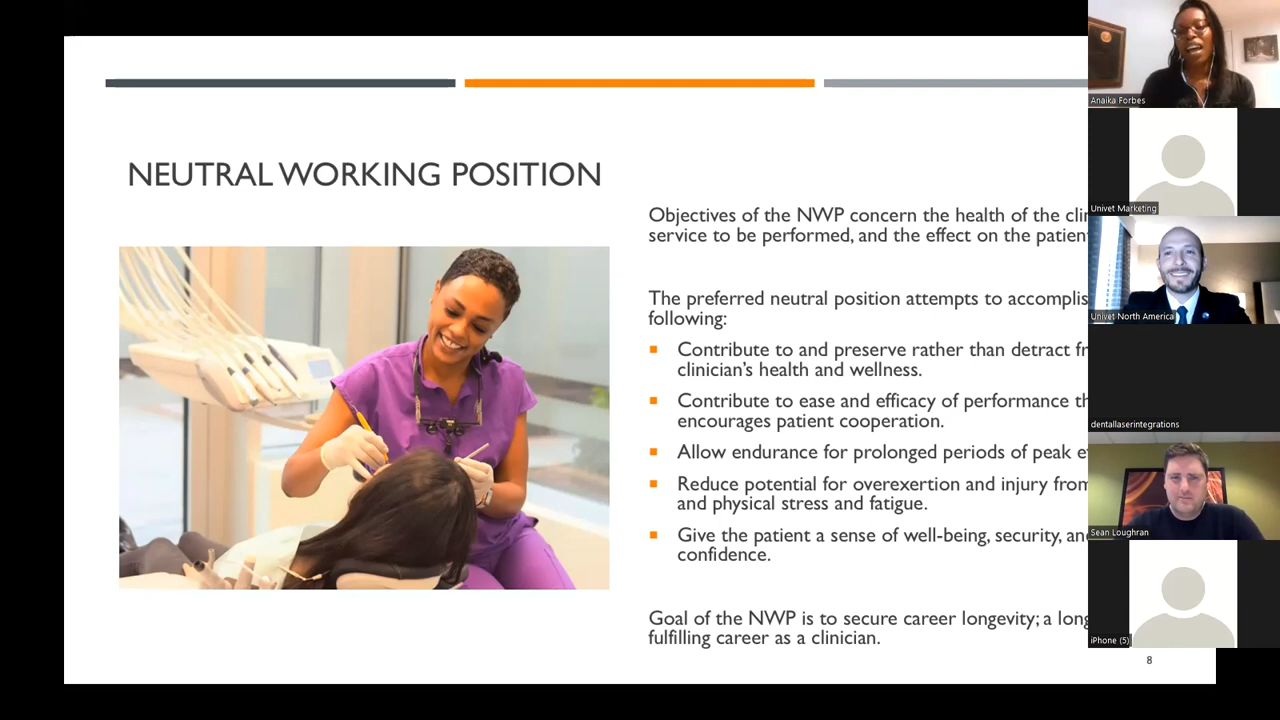 NEUTRAL WORKING POSITION
Objectives of the NWP concern the health of the
service to be performed, and the effect on the patien
The preferred neutral position attempts to
following:
Contribute to and preserve rather than detract
clinician's health and wellness.
Contribute to ease and efficacy of performance
encourages patient cooperation.
Allow endurance for prolonged periods of peak
Reduce potential for overexertion and injury from
and physical stress and fatigue.
Give the patient a sense of well-being, security,
confidence.
Goal of the NWP is to secure career longevity; a long
fulfilling career as a clinician.
8
Anaika Forbes
Univet Marketing
Univet North America
dentallaserintegrations
Sean Loughran
iPhone (5)